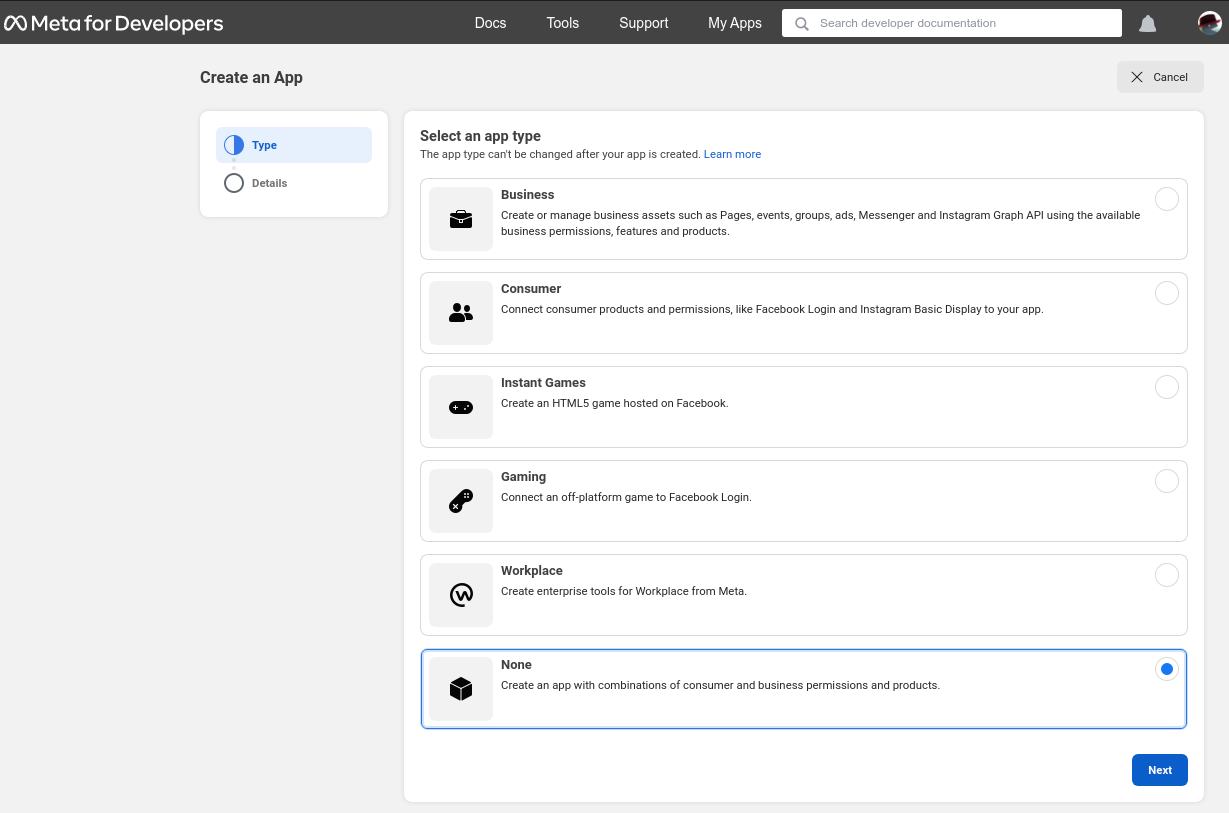 Meta for Developers
Docs
Tools
Support
My Apps
Search developer documentation
Create an App
Cancel
Type
Details
Select an app type
The app type can't be changed after your app is created. Learn more
Business
Create or manage business assets such as Pages, events, groups, ads, Messenger and Instagram Graph API using the available
business permissions, features and products.
Consumer
Connect consumer products and permissions, like Facebook Login and Instagram Basic Display to your app.
Instant Games
Create an HTML5 game hosted on Facebook.
Gaming
Connect an off-platform game to Facebook Login.
Workplace
Create enterprise tools for Workplace from Meta.
None
Create an app with combinations of consumer and business permissions and products.
Next